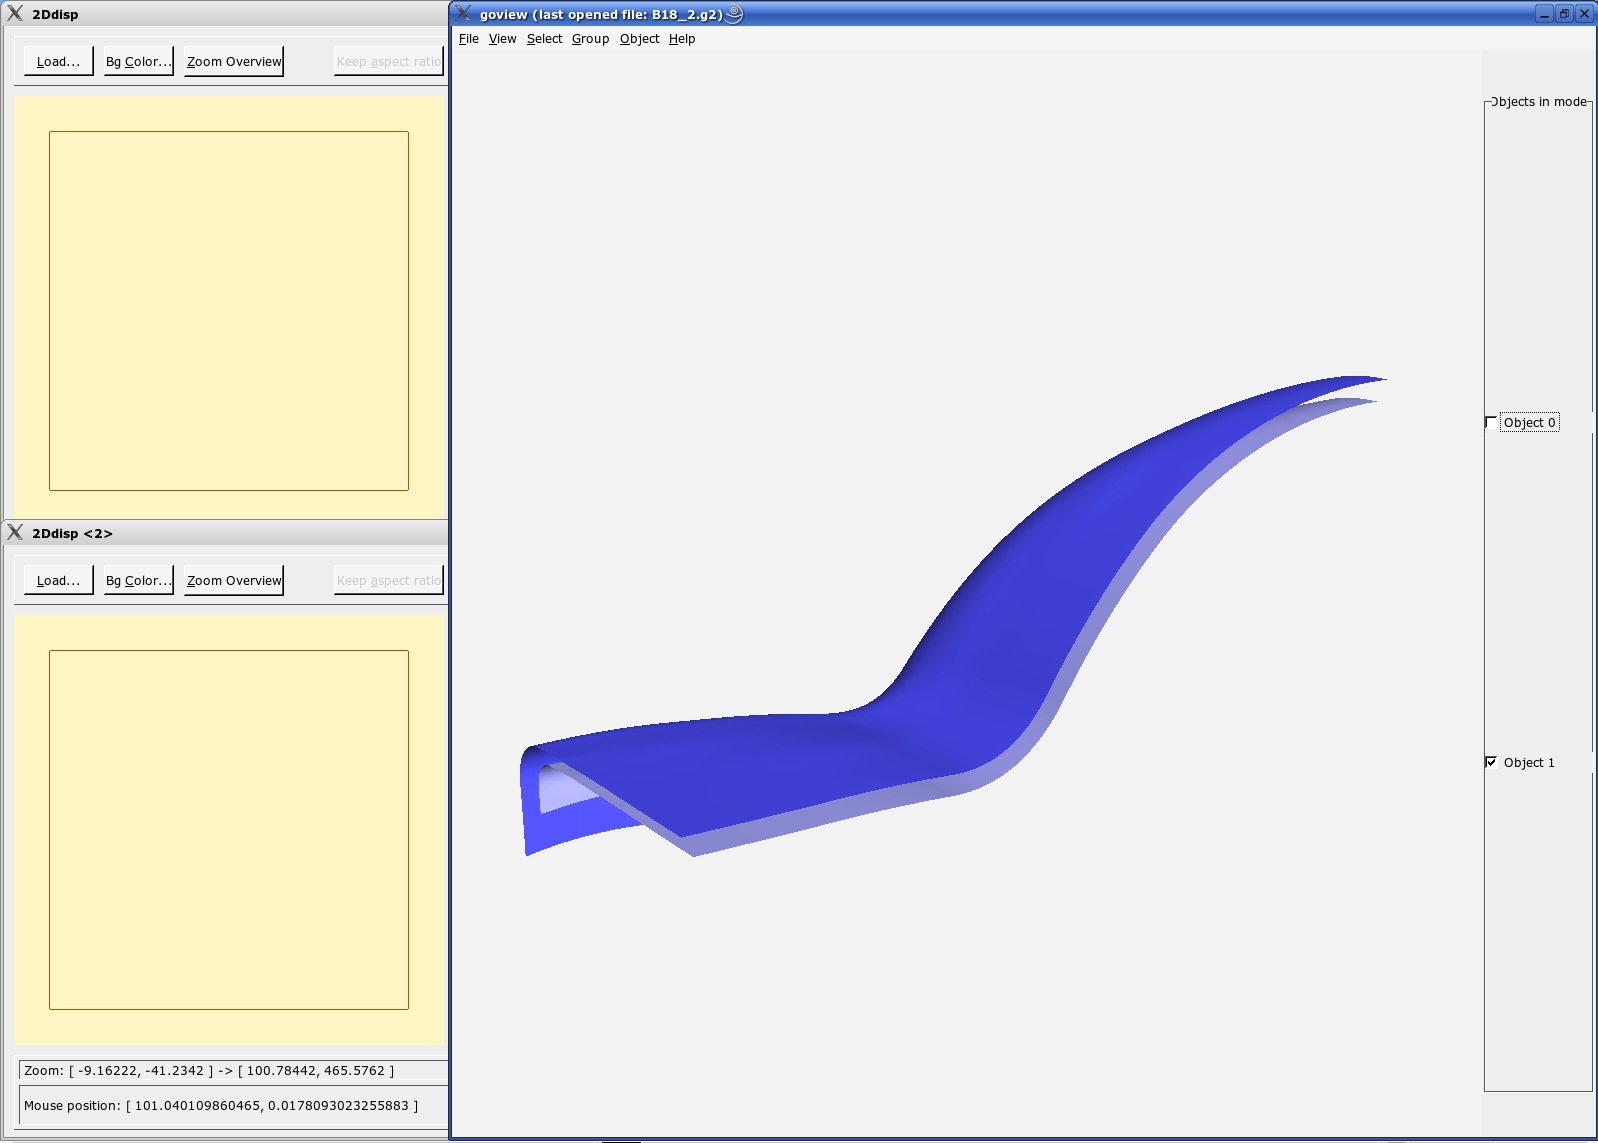 2Ddisp
Load... Bg Color... Zoom Overview Keep aspect ratio
2Ddisp <2>
Load... Bg Color... Zoom Overview Keep aspect ratio
Zoom: [ -9.16222, -41.2342 ] -> [ 100.78442, 465.5762 ]
Mouse position: [ 101.040109860465, 0.0178093023255883 ]
goview (last opened file: B18_2.g2)
File View Select Group Object Help
Objects in mode
Object 0
Object 1